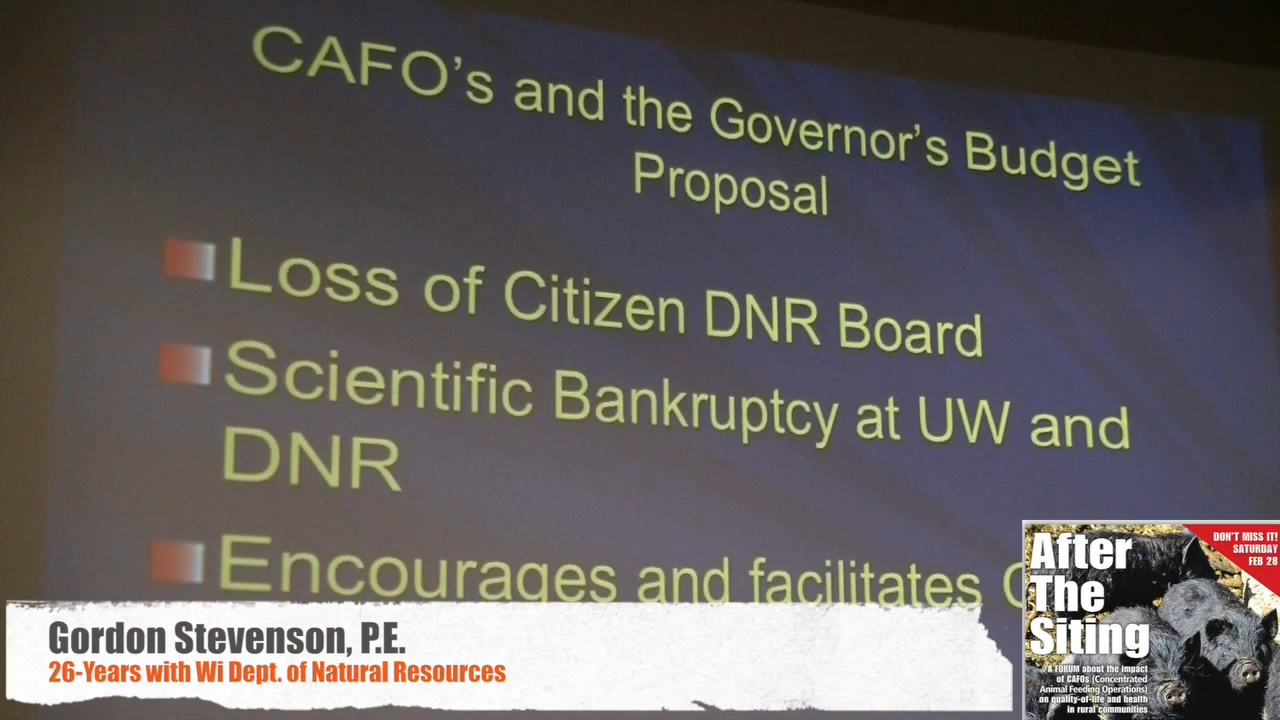 CAFO's and the Governor's Budget
Proposal
Loss of Citizen DNR Board
Scientific Bankruptcy at UW and
DNR
Encourages and facilitates
Gordon Stevenson, P.E.
26-Years with Wi Dept. of Natural Resources
DON'T MISS IT!
SATURDAY
FEB 28
After
The
Siting
A FORUM about the impact
of CAFOs (Concentrated
Animal Feeding Operations)
on quality-of-life and health
in rural communities